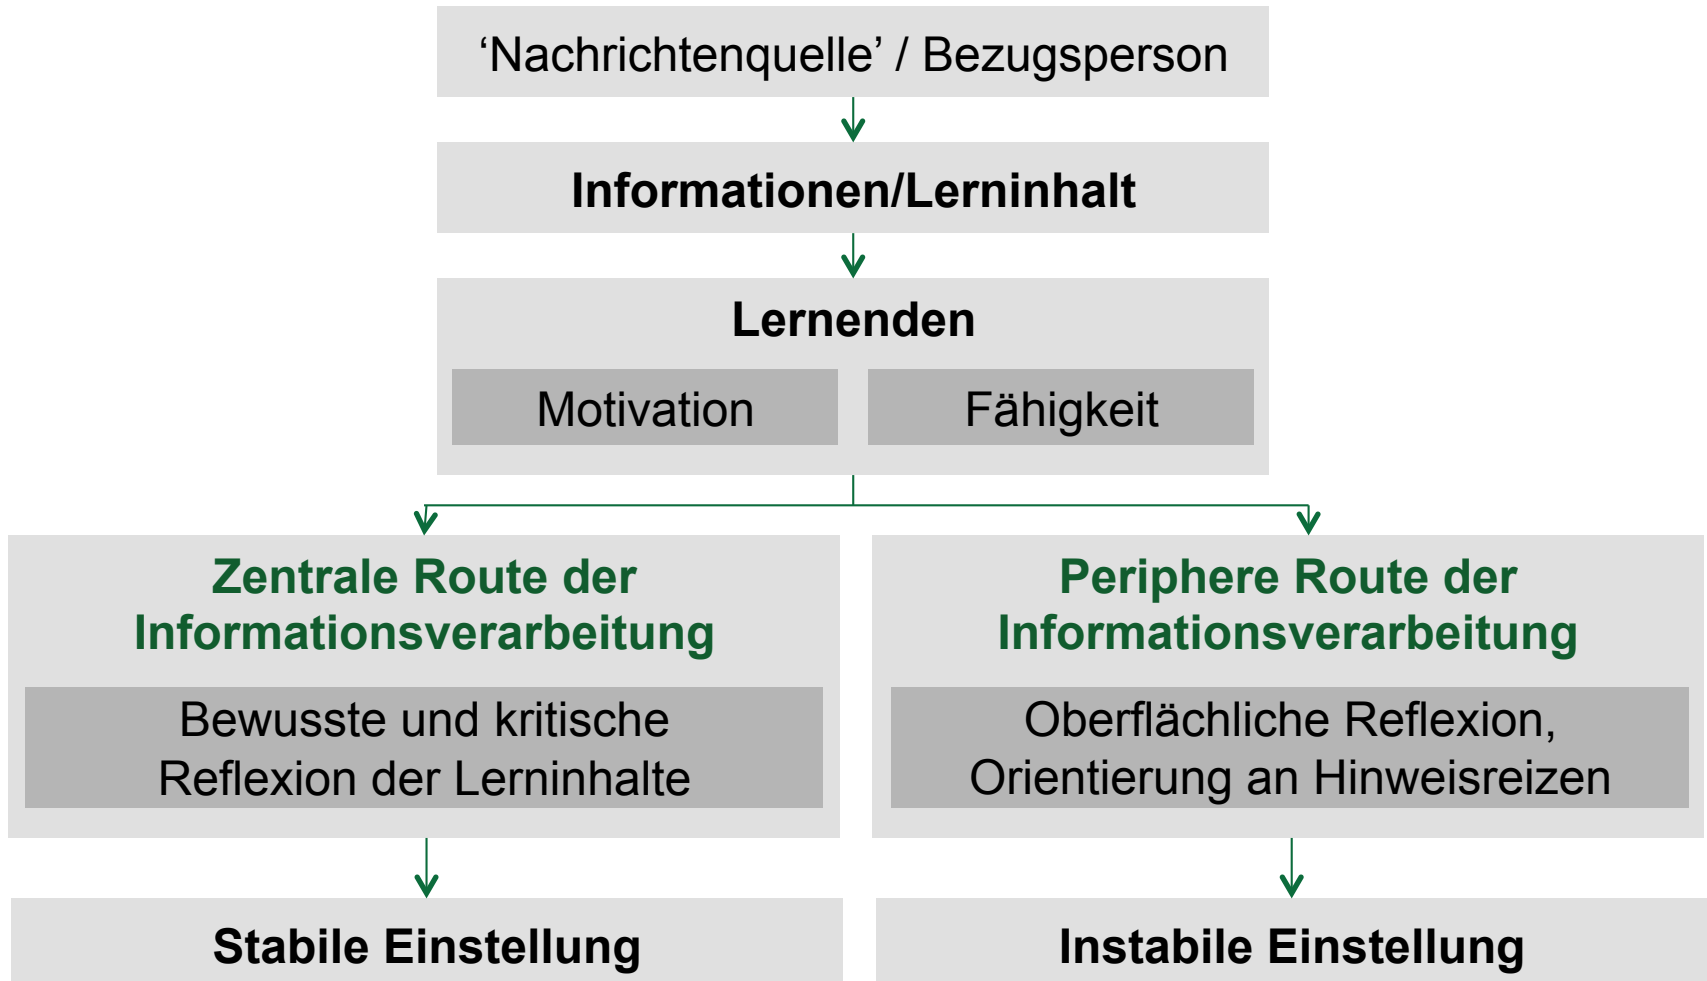 ‘Nachrichtenquelle’ / Bezugsperson
Informationen/Lerninhalt
Lernenden
Motivation
Fähigkeit
Zentrale Route der
Informationsverarbeitung
Bewusste und kritische
Reflexion der Lerninhalte
Stabile Einstellung
Periphere Route der
Informationsverarbeitung
Oberflächliche Reflexion,
Orientierung an Hinweisreizen
Instabile Einstellung